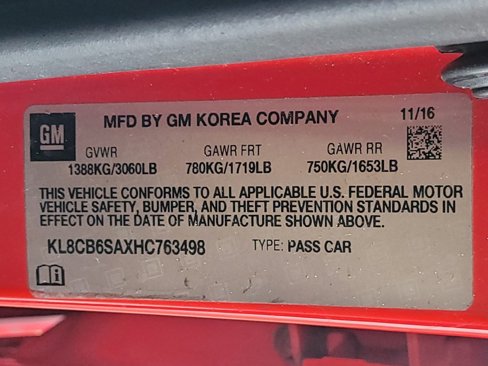 MFD BY GM KOREA COMPANY 11/16
GM
GVWR GAWR FRT GAWR RR
1388KG/3060LB 780KG/1719LB 750KG/1653LB
THIS VEHICLE CONFORMS TO ALL APPLICABLE U.S. FEDERAL MOTOR
VEHICLE SAFETY, BUMPER, AND THEFT PREVENTION STANDARDS IN
EFFECT ON THE DATE OF MANUFACTURE SHOWN ABOVE.
KL8CB6SAXHC763498 TYPE: PASS CAR